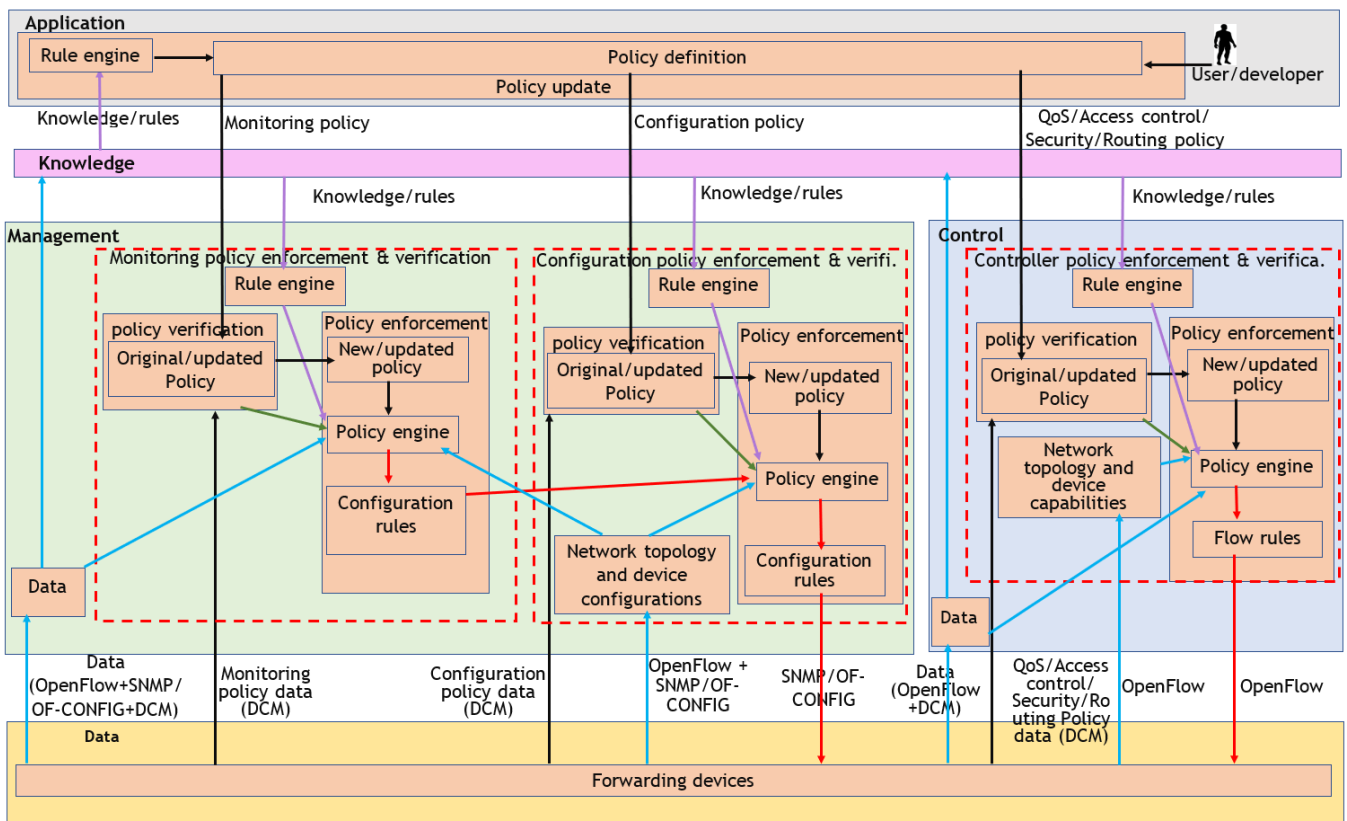 Application
Rule engine
Policy definition
User/developer
Policy update
Knowledge/rules
Monitoring policy
Configuration policy
QoS/Access control/
Security/Routing policy
Knowledge
Knowledge/rules
Knowledge/rules
Knowledge/rules
Management
Monitoring policy enforcement & verification
Rule engine
policy verification
Original/updated
Policy
Policy enforcement
New/updated
policy
Policy engine
Configuration
rules
Data
Configuration policy enforcement & verifi.
Rule engine
policy verification
Original/updated
Policy
Policy enforcement
New/updated
policy
Policy engine
Configuration
rules
Network topology
and device
configurations
Control
Controller policy enforcement & verifica.
Rule engine
policy verification
Original/updated
Policy
Policy enforcement
New/updated
policy
Network
topology and
device
capabilities
Policy engine
Flow rules
Data
Data
(OpenFlow+SNMP/
OF-CONFIG+DCM)
Monitoring
policy data
(DCM)
Configuration
policy data
(DCM)
OpenFlow +
SNMP/OF-
CONFIG
SNMP/OF-
CONFIG
Data
(OpenFlow
+DCM)
QoS/Access
control/
Security/Ro
uting Policy
data (DCM)
OpenFlow
OpenFlow
Data
Forwarding devices